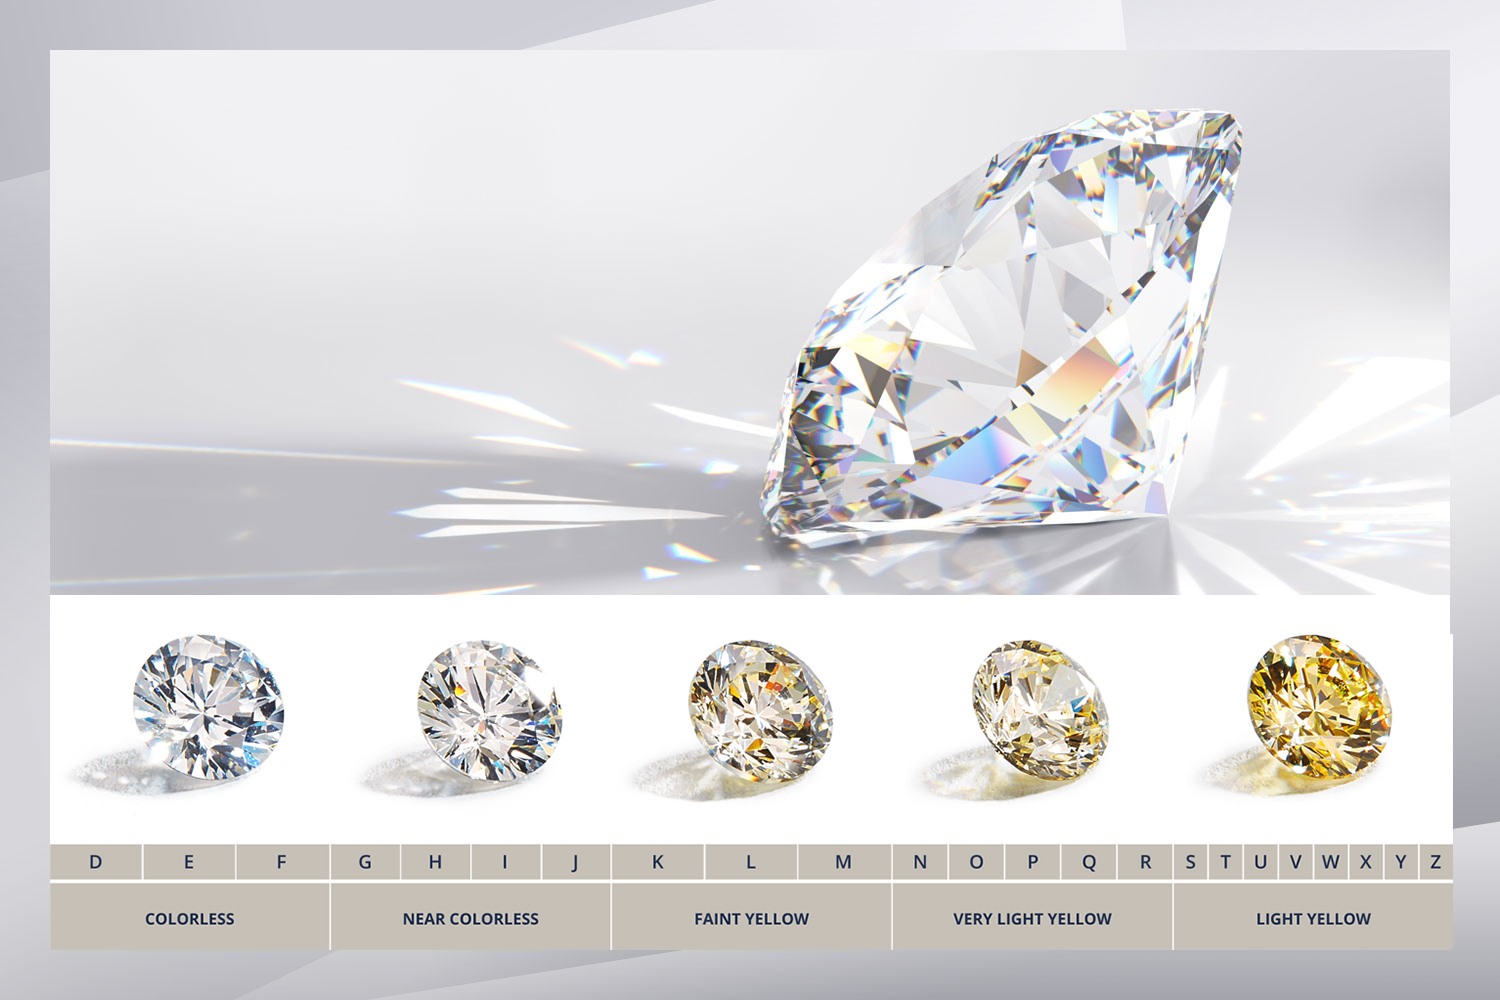 D E F G H I J K L M N O P Q R S T U V W X Y Z
COLORLESS NEAR COLORLESS FAINT YELLOW VERY LIGHT YELLOW LIGHT YELLOW